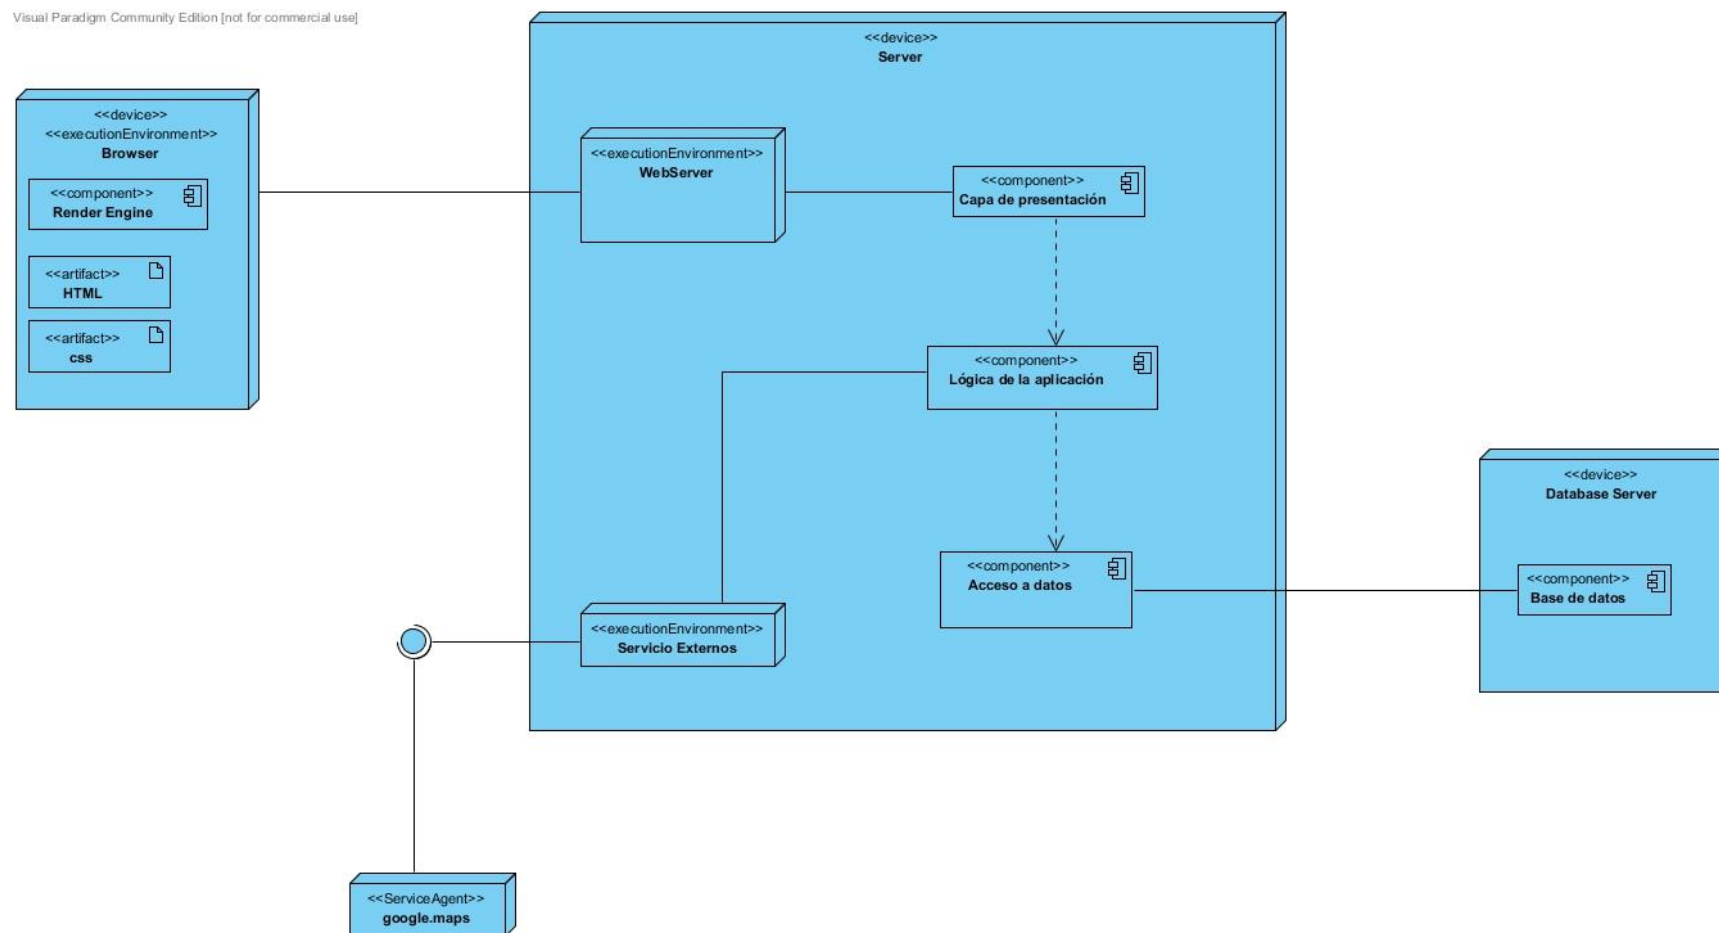 Visual Paradigm Community Edition [not for commercial use]
<<device>>
Server
<<device>>
<<executionEnvironment>>
Browser
<<component>>
Render Engine
<<artifact>>
HTML
<<artifact>>
css
<<executionEnvironment>>
WebServer
<<component>>
Capa de presentación
<<component>>
Lógica de la aplicación
<<component>>
Acceso a datos
<<executionEnvironment>>
Servicio Externos
<<device>>
Database Server
<<component>>
Base de datos
<<ServiceAgent>>
google.maps